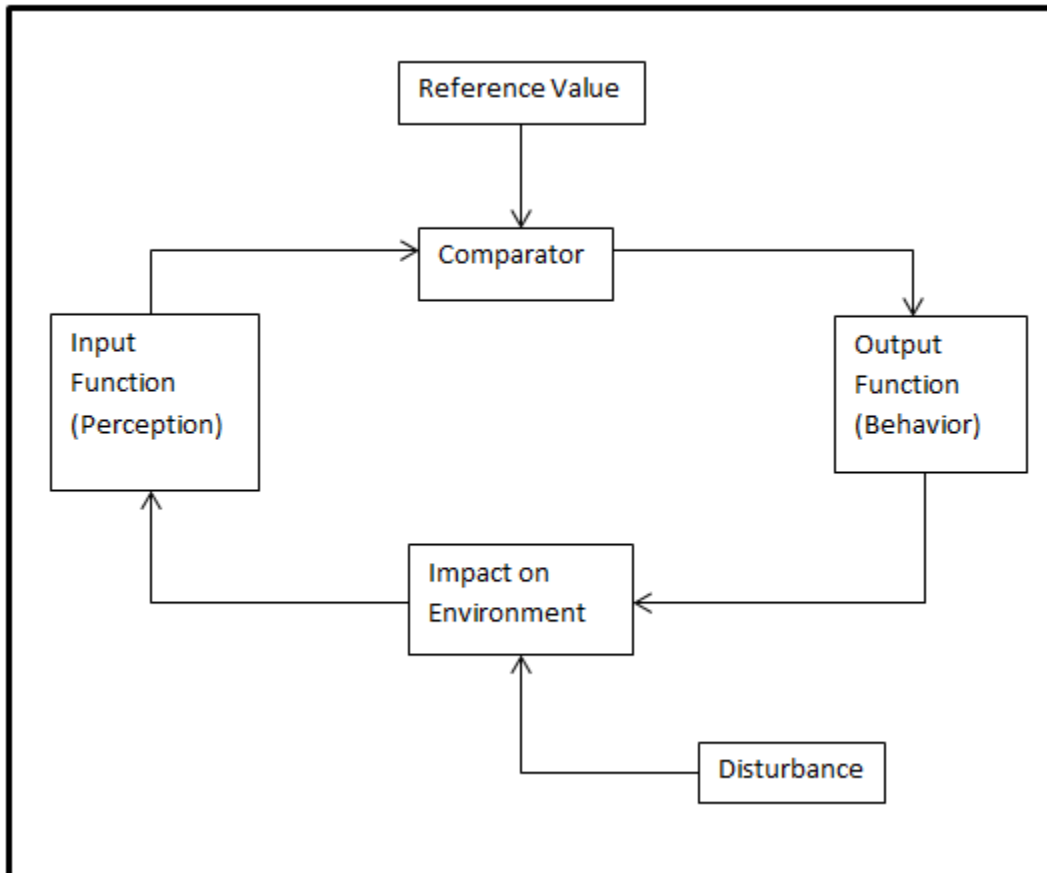 Reference Value
Comparator
Input
Function
(Perception)
Output
Function
(Behavior)
Impact on
Environment
Disturbance